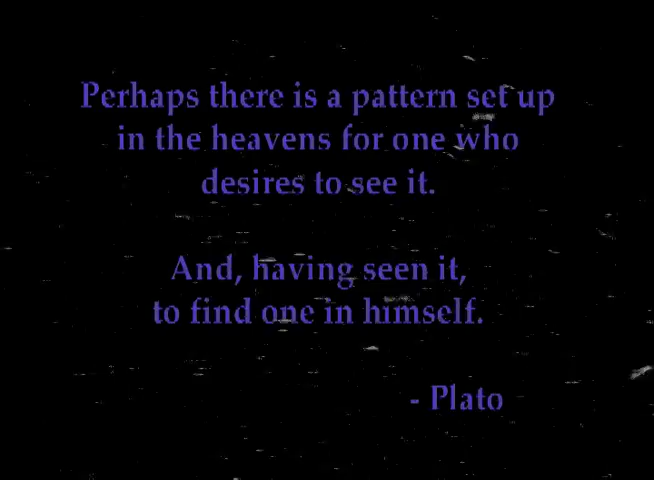 Perhaps there is a pattern set up
in the heavens for one who
desires to see it.
And, having seen it,
to find one in himself.
- Plato